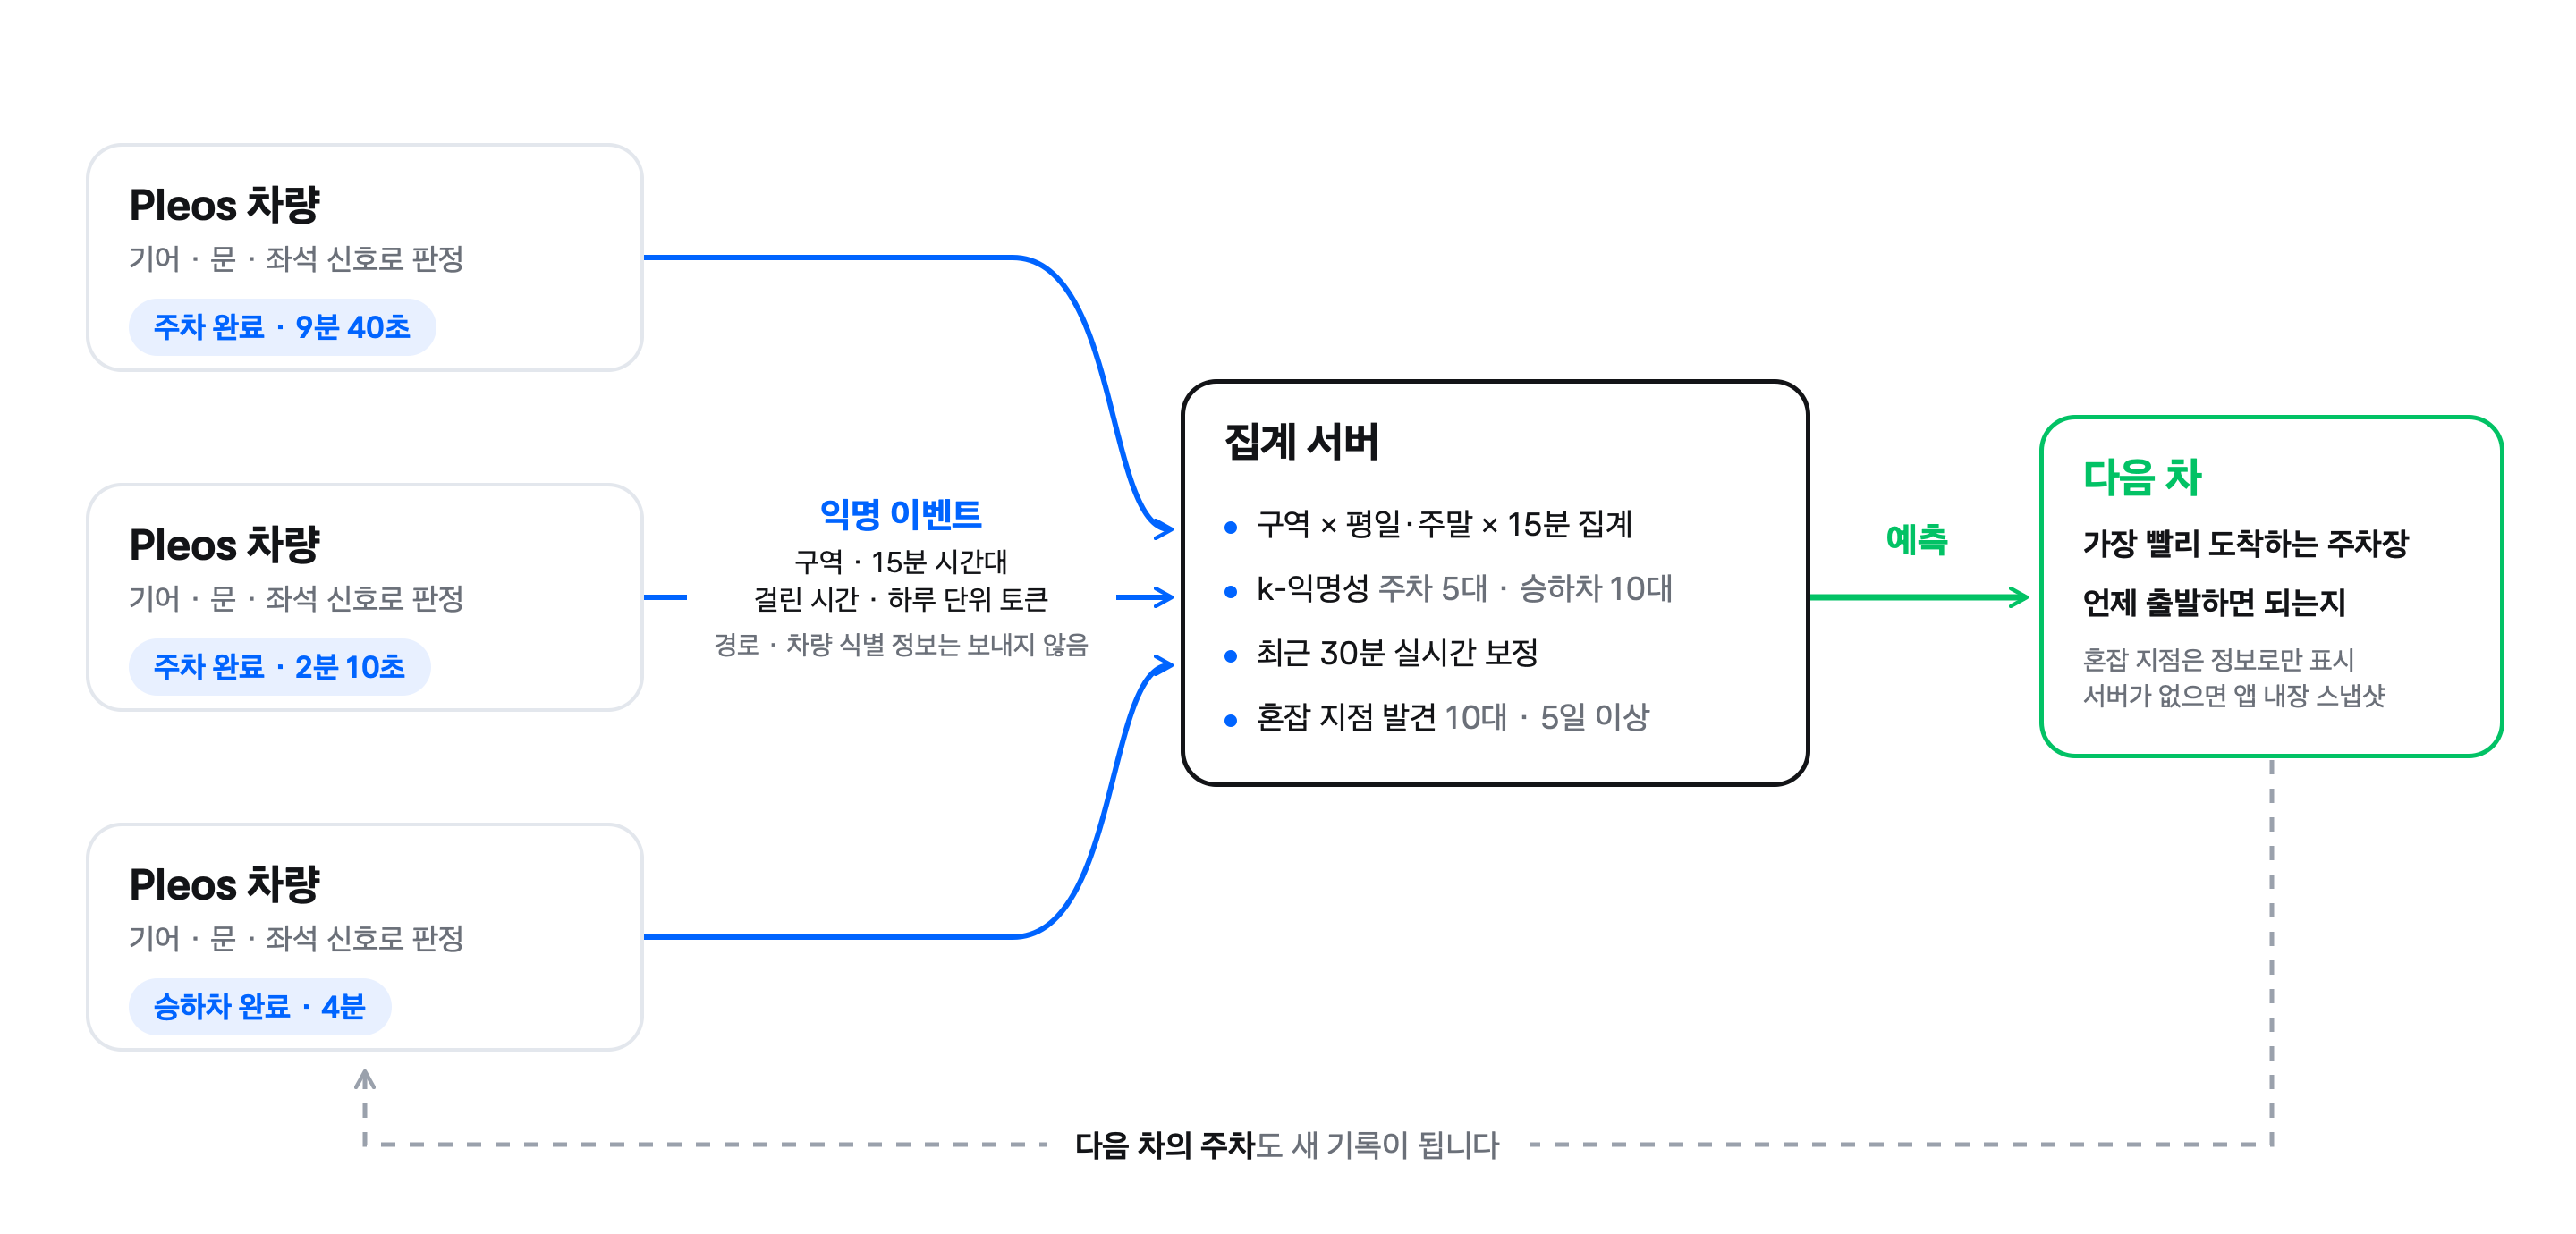 Pleos 차량
기어 · 문 · 좌석 신호로 판정
주차 완료 · 9분 40초
Pleos 차량
기어 · 문 · 좌석 신호로 판정
주차 완료 · 2분 10초
Pleos 차량
기어 · 문 · 좌석 신호로 판정
승하차 완료 · 4분
익명 이벤트
구역 · 15분 시간대
걸린 시간 · 하루 단위 토큰
경로 · 차량 식별 정보는 보내지 않음
집계 서버
구역 × 평일·주말 × 15분 집계
k-익명성 주차 5대 · 승하차 10대
최근 30분 실시간 보정
혼잡 지점 발견 10대 · 5일 이상
예측
다음 차
가장 빨리 도착하는 주차장
언제 출발하면 되는지
혼잡 지점은 정보로만 표시
서버가 없으면 앱 내장 스냅샷
다음 차의 주차도 새 기록이 됩니다